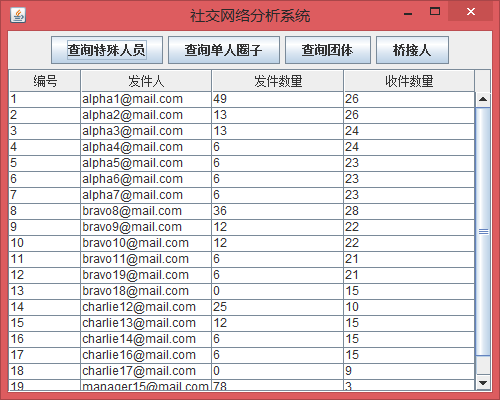 社交网络分析系统
查询特殊人员 查询单人圈子 查询团体 桥接人
编号 发件人 发件数量 收件数量
1 alpha1@mail.com 49 26
2 alpha2@mail.com 13 26
3 alpha3@mail.com 13 24
4 alpha4@mail.com 6 24
5 alpha5@mail.com 6 23
6 alpha6@mail.com 6 23
7 alpha7@mail.com 6 23
8 bravo8@mail.com 36 28
9 bravo9@mail.com 12 22
10 bravo10@mail.com 12 22
11 bravo11@mail.com 6 21
12 bravo19@mail.com 6 21
13 bravo18@mail.com 0 15
14 charlie12@mail.com 25 10
15 charlie13@mail.com 12 15
16 charlie14@mail.com 6 15
17 charlie16@mail.com 6 15
18 charlie17@mail.com 0 9
19 manager15@mail.com 78 3